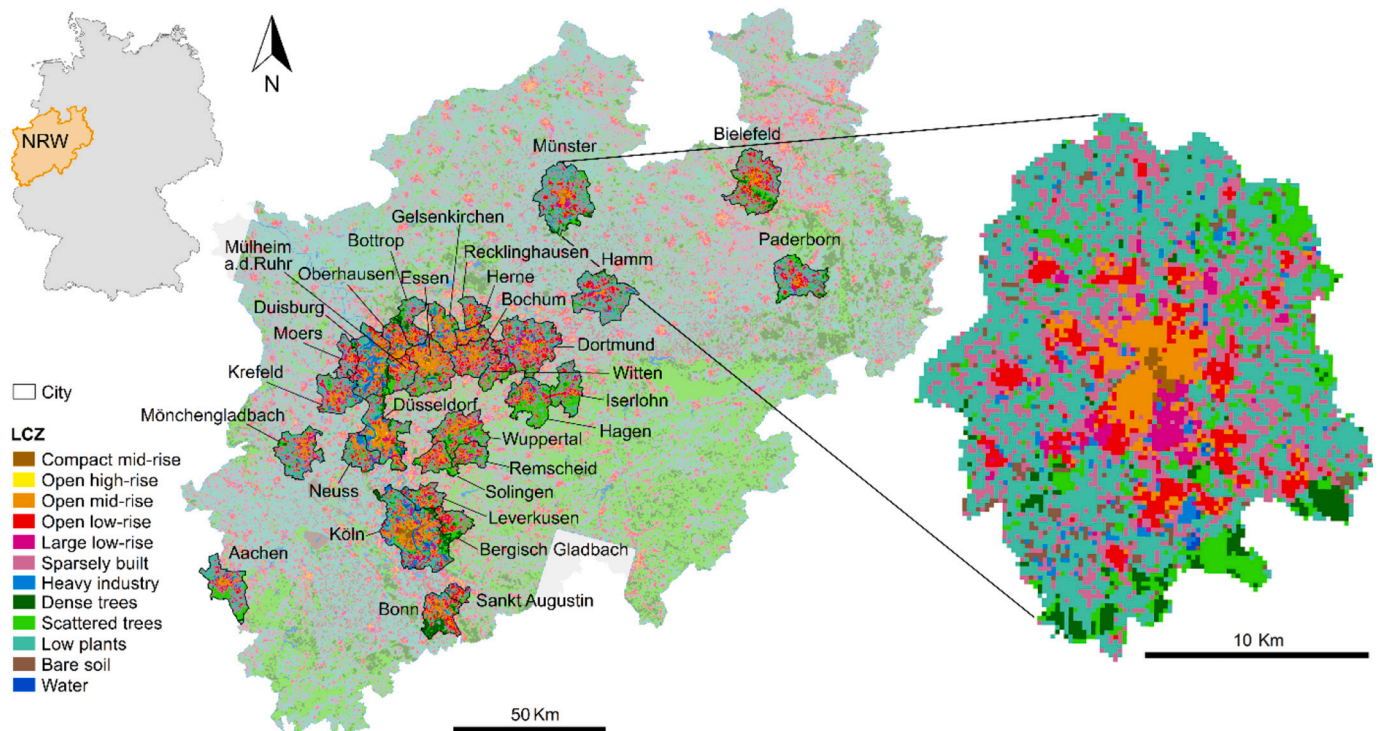 NRW
N
Münster
Bielefeld
Gelsenkirchen
Bottrop
Recklinghausen
Mülheim
a.d.Ruhr
Oberhausen
Essen
Herne
Hamm
Paderborn
Bochum
Duisburg
Moers
Dortmund
Krefeld
Witten
Iserlohn
Düsseldorf
Hagen
Mönchengladbach
Wuppertal
Remscheid
Neuss
Solingen
Leverkusen
Köln
Bergisch Gladbach
Aachen
Bonn
Sankt Augustin
City
LCZ
Compact mid-rise
Open high-rise
Open mid-rise
Open low-rise
Large low-rise
Sparsely built
Heavy industry
Dense trees
Scattered trees
Low plants
Bare soil
Water
50 Km
10 Km